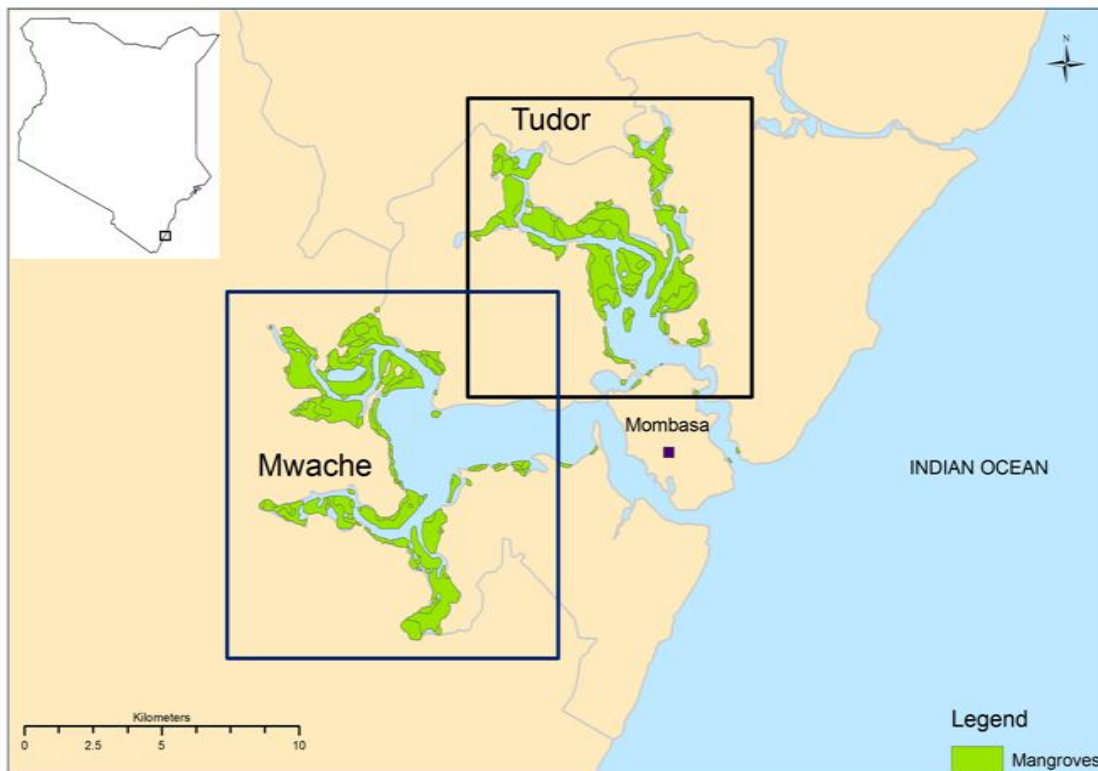 N
Tudor
Mwache
Mombasa
INDIAN OCEAN
Kilometers
0 2.5 5 10
Legend
Mangroves